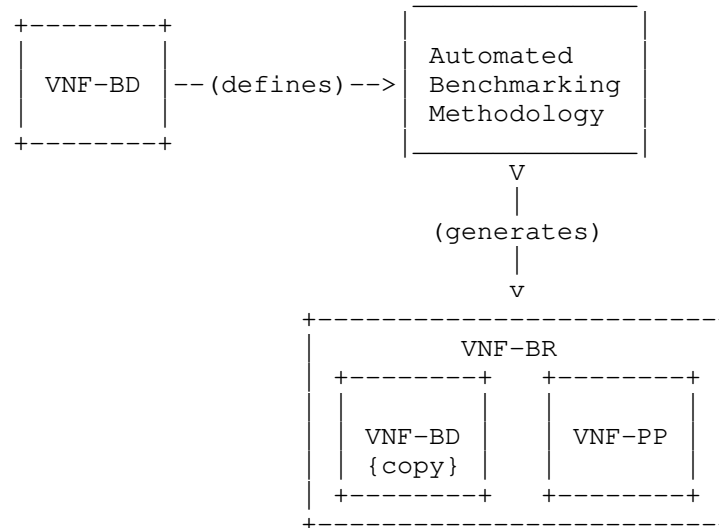 Automated
VNF-BD --(defines)--> Benchmarking
Methodology
V
(generates)
v
VNF-BR
VNF-BD VNF-PP
{copy}